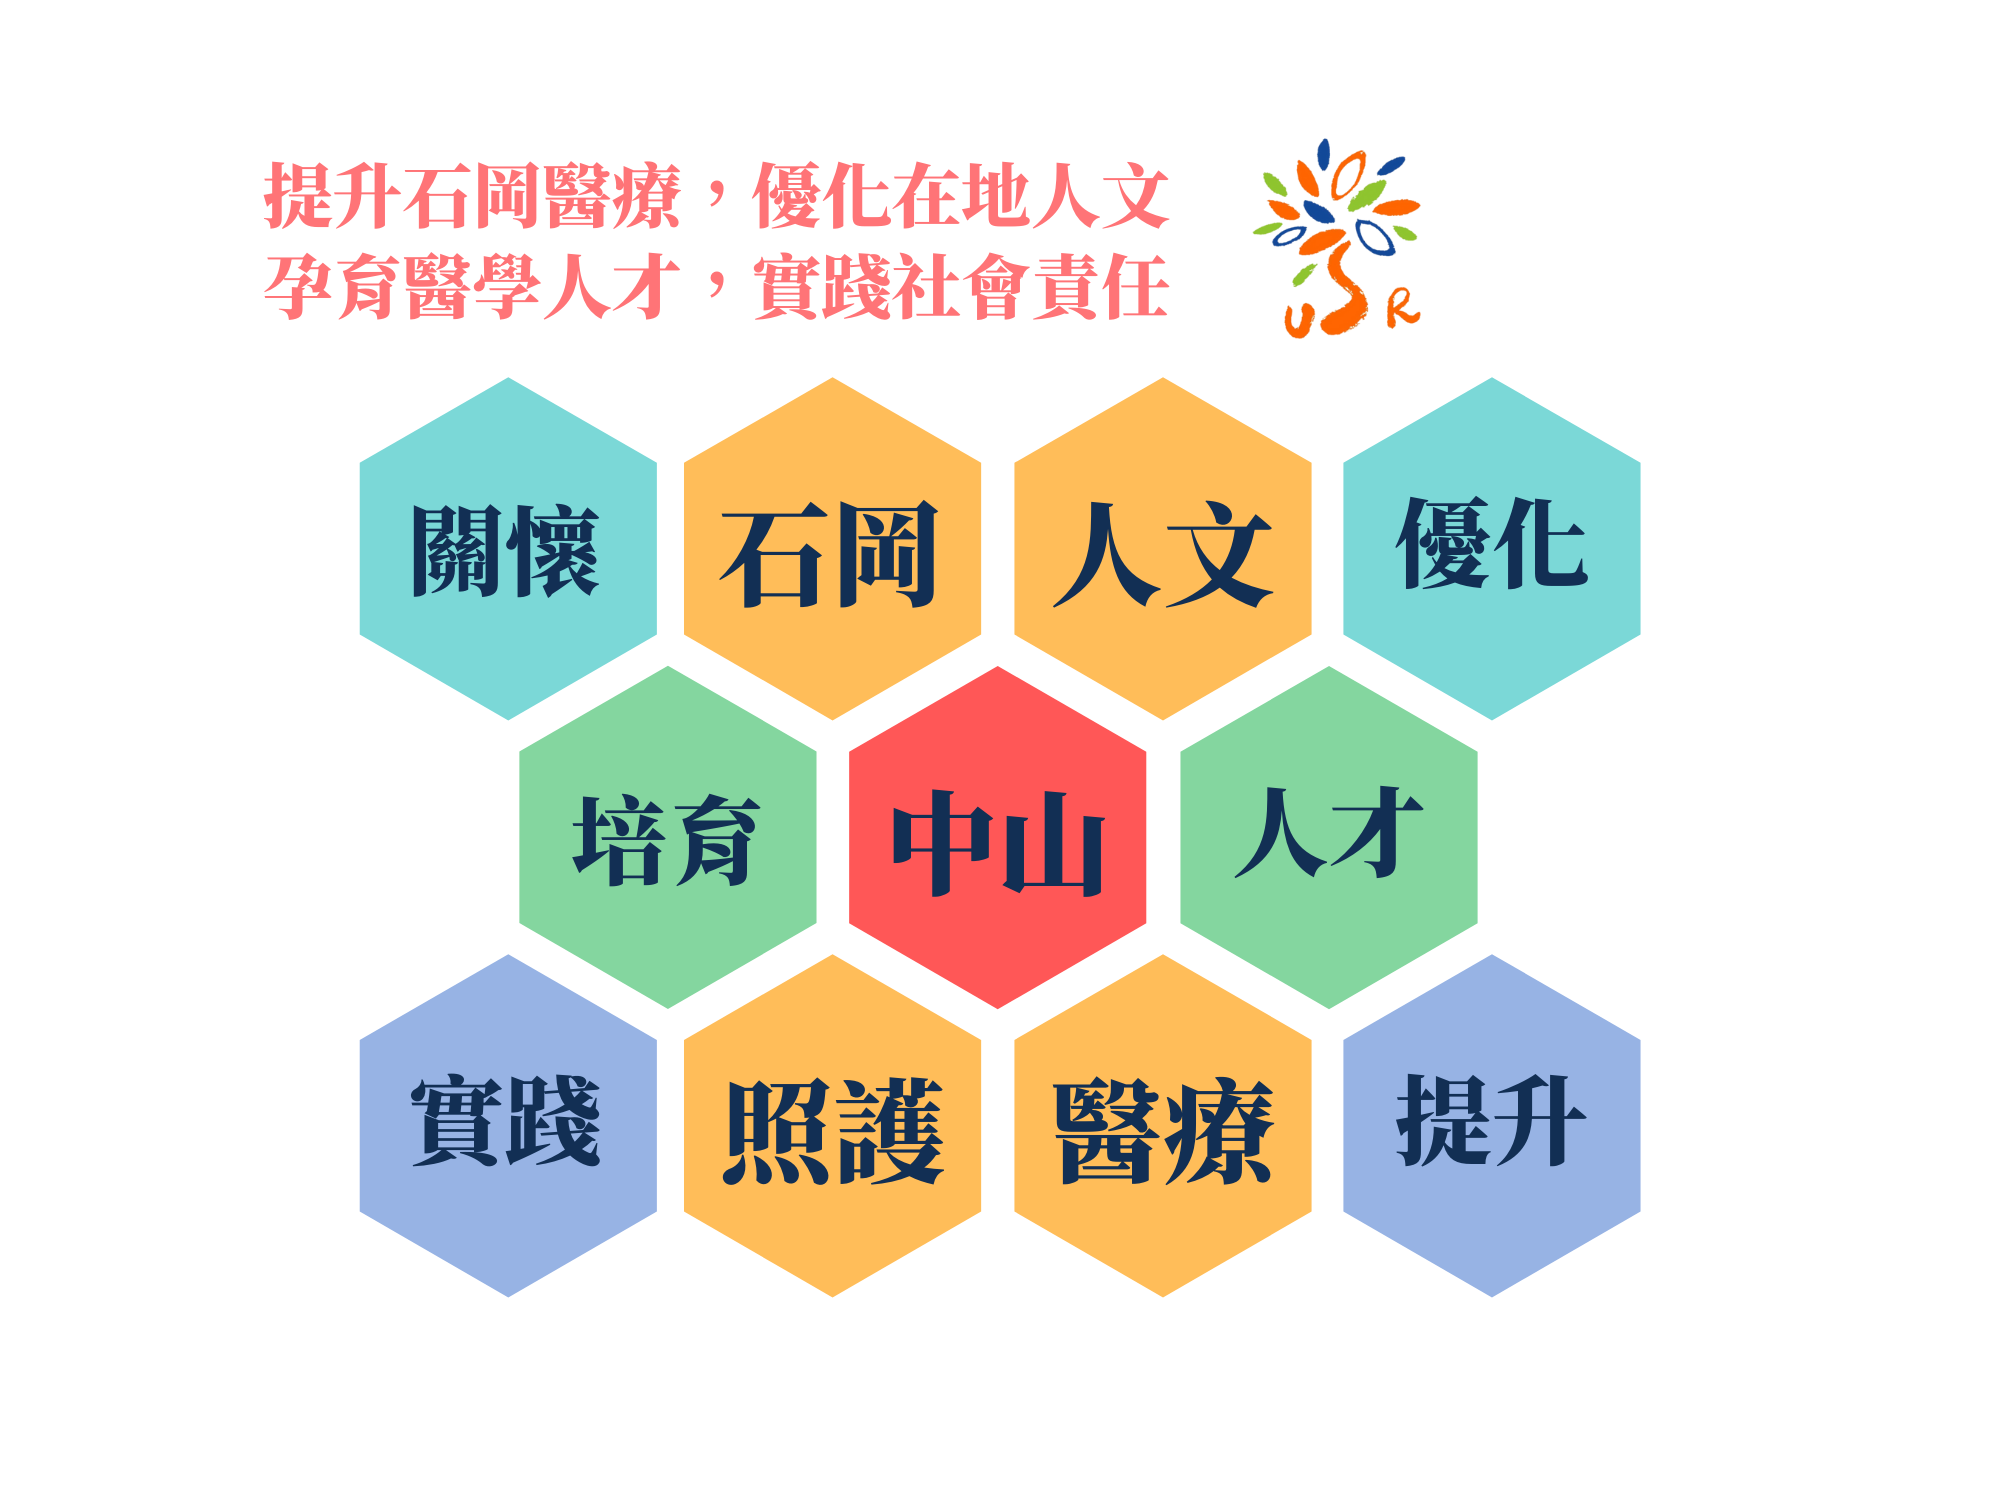 提升石岡醫療，優化在地人文
孕育醫學人才，實踐社會責任
USR
關懷
石岡
人文
優化
培育
中山
人才
實踐
照護
醫療
提升